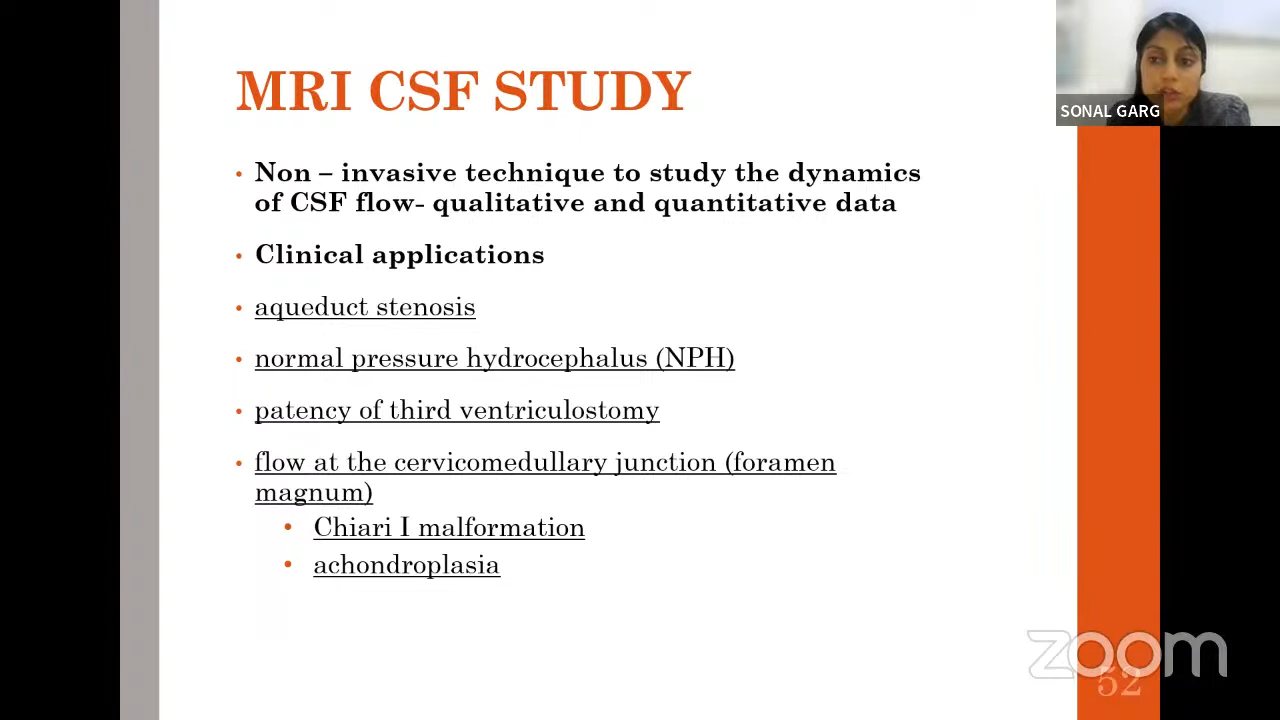 MRI CSF STUDY
SONAL GARG
• Non – invasive technique to study the dynamics
of CSF flow- qualitative and quantitative data
• Clinical applications
• aqueduct stenosis
• normal pressure hydrocephalus (NPH)
• patency of third ventriculostomy
• flow at the cervicomedullary junction (foramen
magnum)
• Chiari I malformation
• achondroplasia
zoom
52